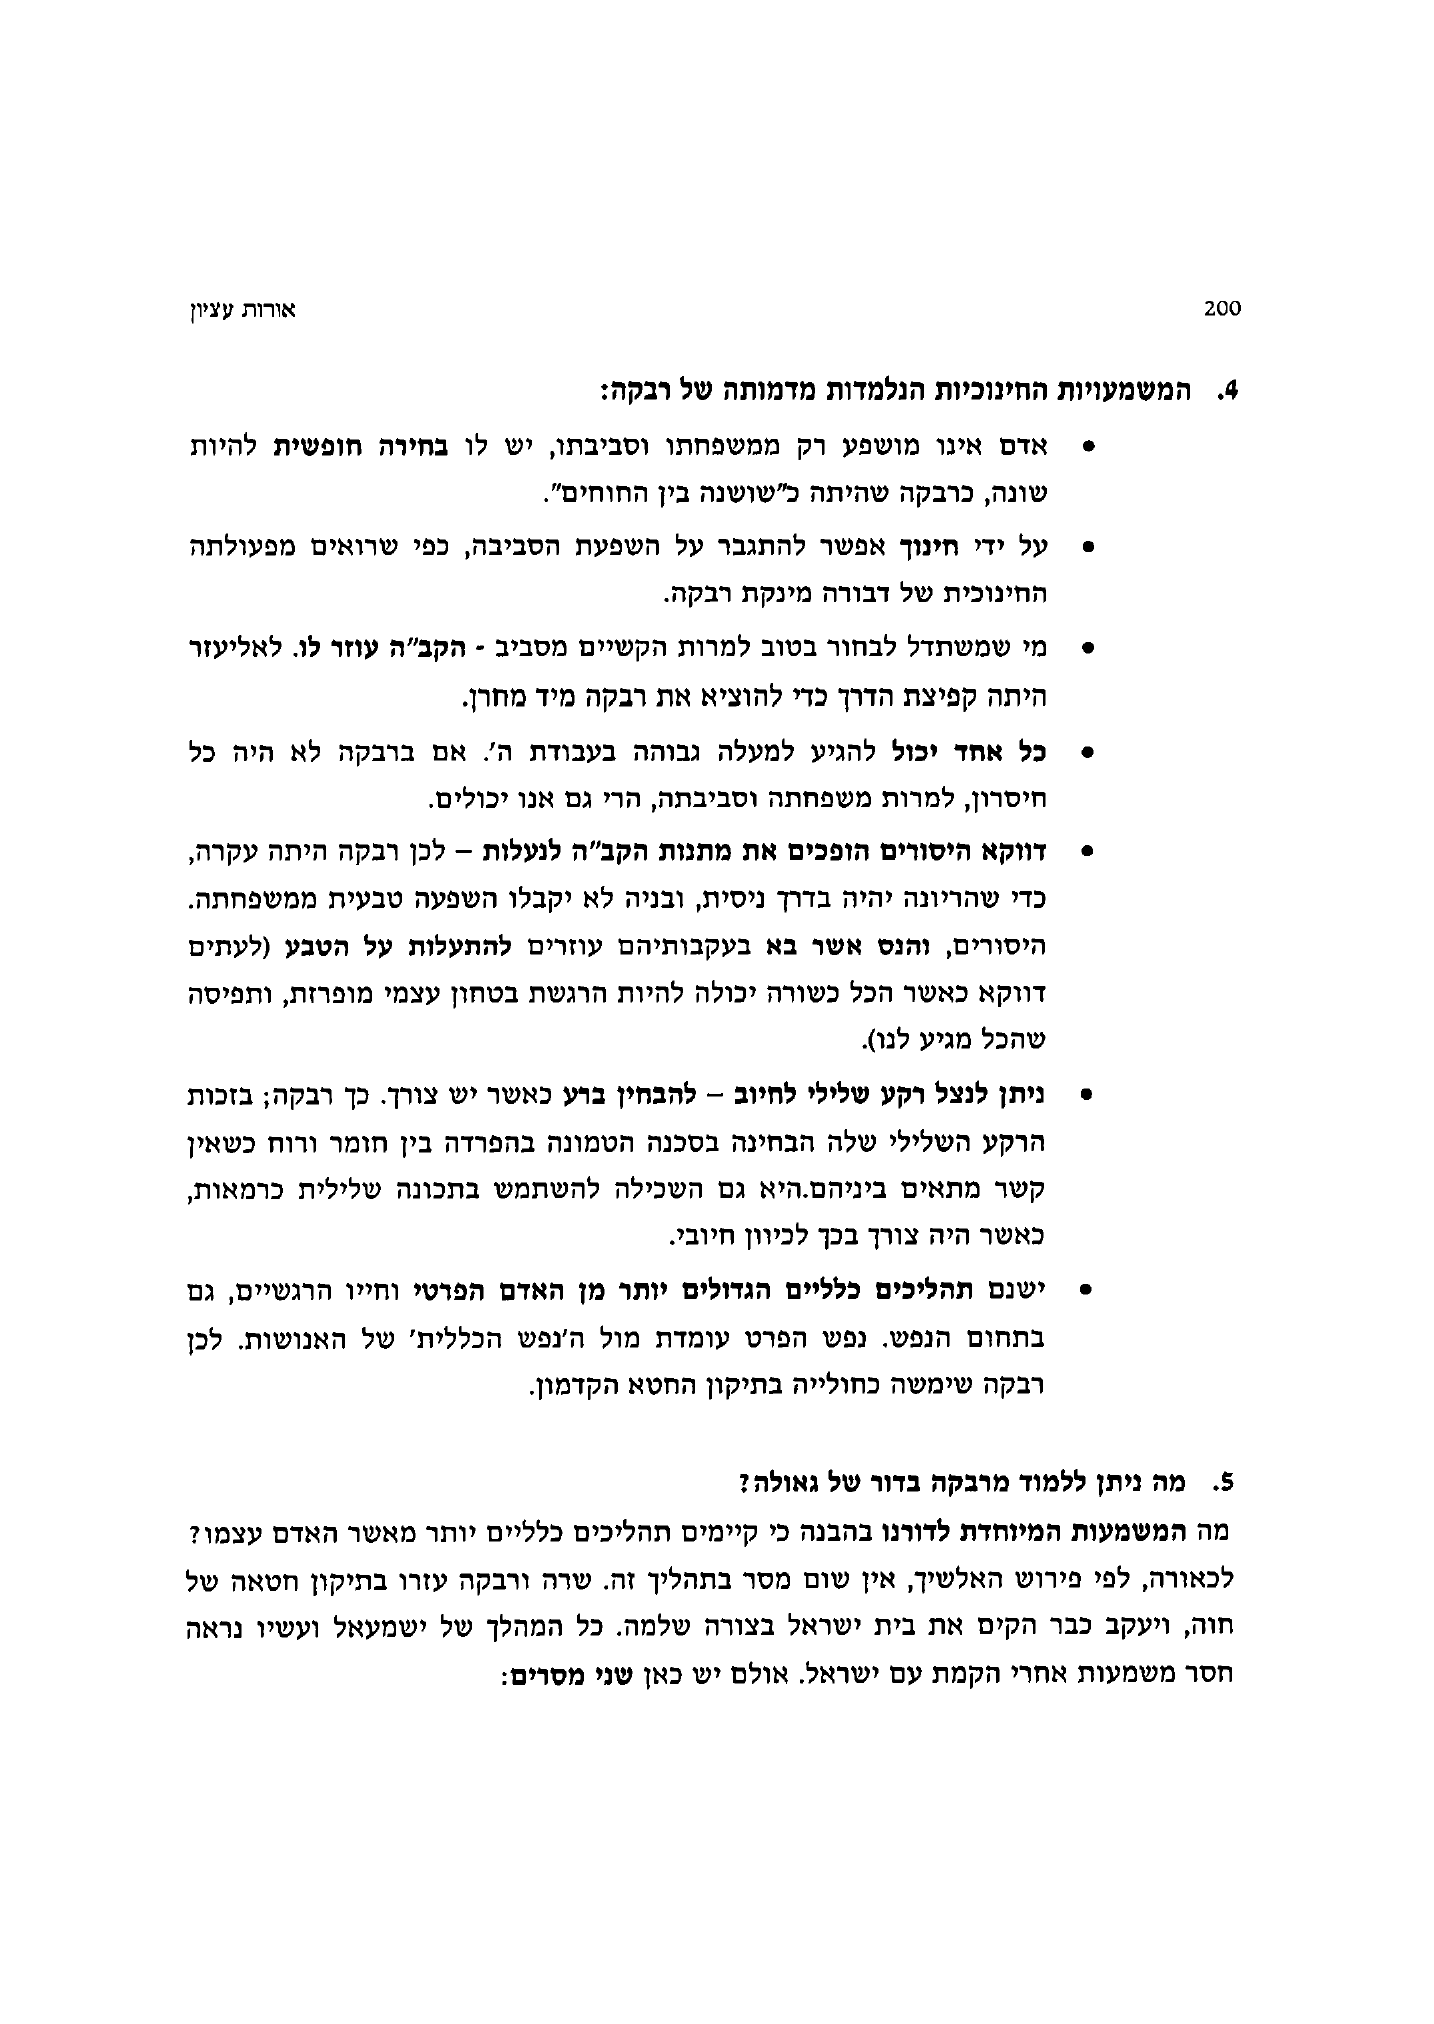 200
אורות עציון
4. המשמעויות החינוכיות הנלמדות מדמותה של רבקה:
• אדם אינו מושפע רק ממשפחתו וסביבתו, יש לו בחירה חופשית להיות
שונה, כרבקה שהיתה כ"שושנה בין החוחים".
• על ידי חינוך אפשר להתגבר על השפעת הסביבה, כפי שרואים מפעולתה
החינוכית של דבורה מינקת רבקה.
• מי שמשתדל לבחור בטוב למרות הקשיים מסביב - הקב"ה עוזר לו. לאליעזר
היתה קפיצת הדרך כדי להוציא את רבקה מיד מחרן.
• כל אחד יכול להגיע למעלה גבוהה בעבודת ה'. אם ברבקה לא היה כל
חיסרון, למרות משפחתה וסביבתה, הרי גם אנו יכולים.
• דווקא היסורים הופכים את מתנות הקב"ה לנעלות – לכן רבקה היתה עקרה,
כדי שהריונה יהיה בדרך ניסית, ובניה לא יקבלו השפעה טבעית ממשפחתה.
היסורים, והנס אשר בא בעקבותיהם עוזרים להתעלות על הטבע (לעתים
דווקא כאשר הכל כשורה יכולה להיות הרגשת בטחון עצמי מופרזת, ותפיסה
שהכל מגיע לנו).
• ניתן לנצל רקע שלילי לחיוב – להבחין ברע כאשר יש צורך. כך רבקה; בזכות
הרקע השלילי שלה הבחינה בסכנה הטמונה בהפרדה בין חומר ורוח כשאין
קשר מתאים ביניהם.היא גם השכילה להשתמש בתכונה שלילית כרמאות,
כאשר היה צורך בכך לכיוון חיובי.
• ישנם תהליכים כלליים הגדולים יותר מן האדם הפרטי וחייו הרגשיים, גם
בתחום הנפש. נפש הפרט עומדת מול ה'נפש הכללית' של האנושות. לכן
רבקה שימשה כחולייה בתיקון החטא הקדמון.
5. מה ניתן ללמוד מרבקה בדור של גאולה?
מה המשמעות המיוחדת לדורנו בהבנה כי קיימים תהליכים כלליים יותר מאשר האדם עצמו?
לכאורה, לפי פירוש האלשיך, אין שום מסר בתהליך זה. שרה ורבקה עזרו בתיקון חטאה של
חוה, ויעקב כבר הקים את בית ישראל בצורה שלמה. כל המהלך של ישמעאל ועשיו נראה
חסר משמעות אחרי הקמת עם ישראל. אולם יש כאן שני מסרים: